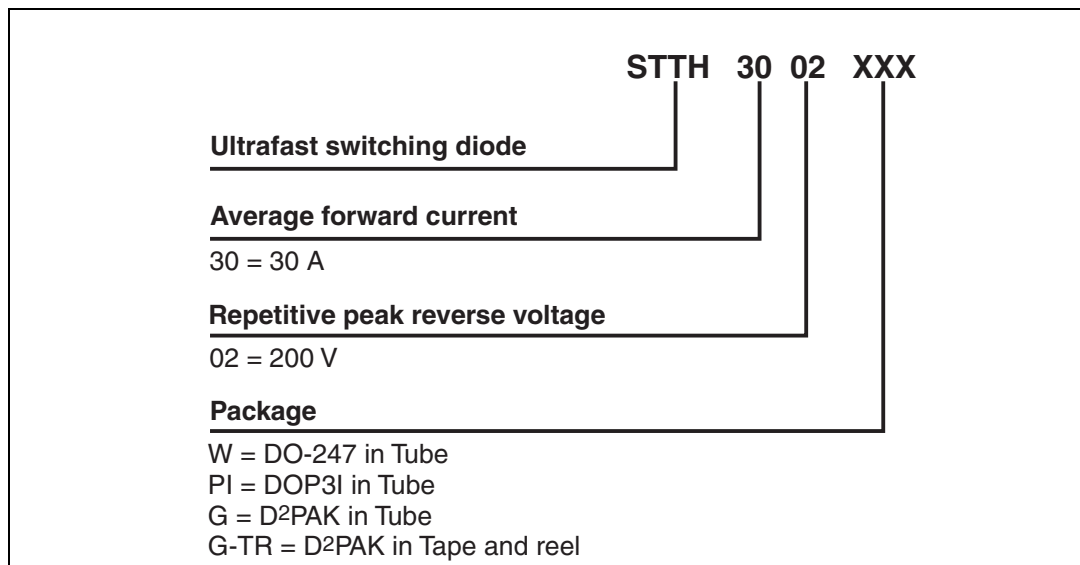 STTH 30 02 XXX
Ultrafast switching diode
Average forward current
30 = 30 A
Repetitive peak reverse voltage
02 = 200 V
Package
W = DO-247 in Tube
PI = DOP3I in Tube
G = D2PAK in Tube
G-TR = D2PAK in Tape and reel